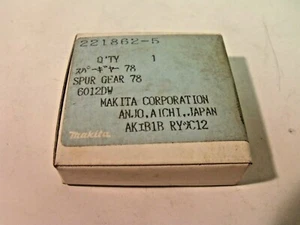 221862-5
Q'TY 1
スパーギヤー 78
SPUR GEAR 78
6012DW
MAKITA CORPORATION
ANJO,AICHI,JAPAN
AKIB1B RY C12
makita